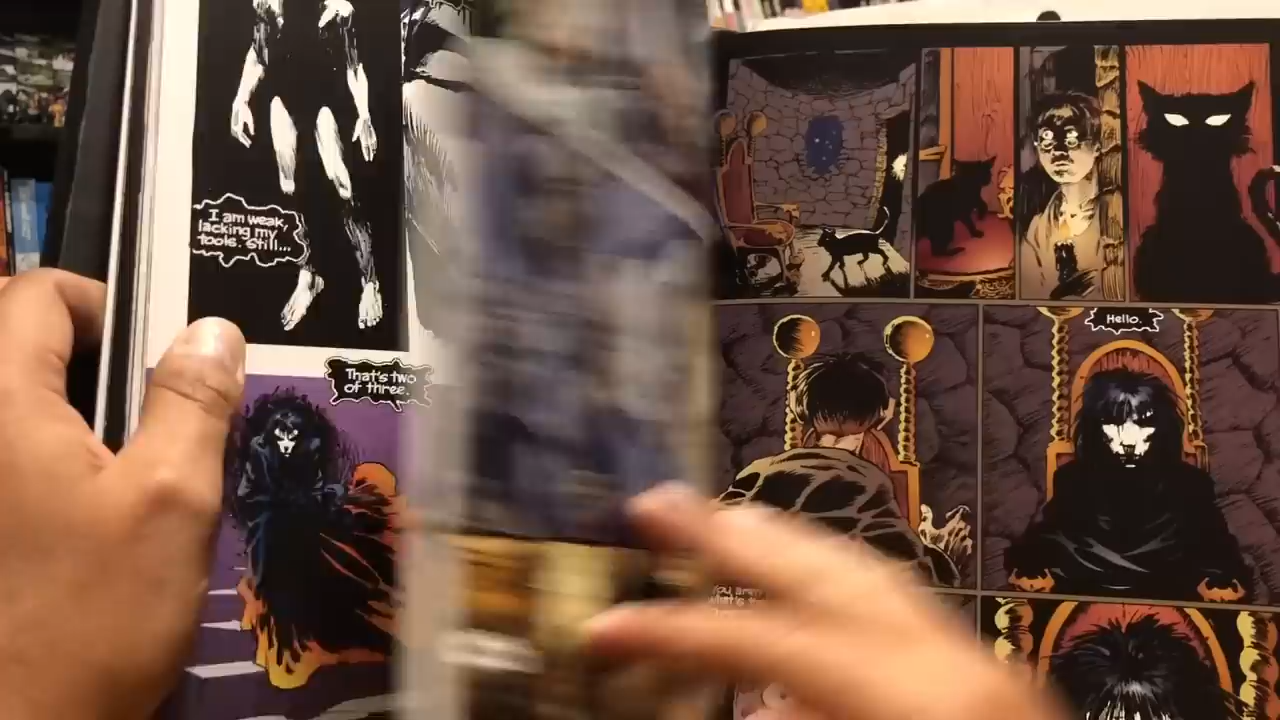 I am weak,
lacking my
tools. Still...
That's two
of three.
Hello.